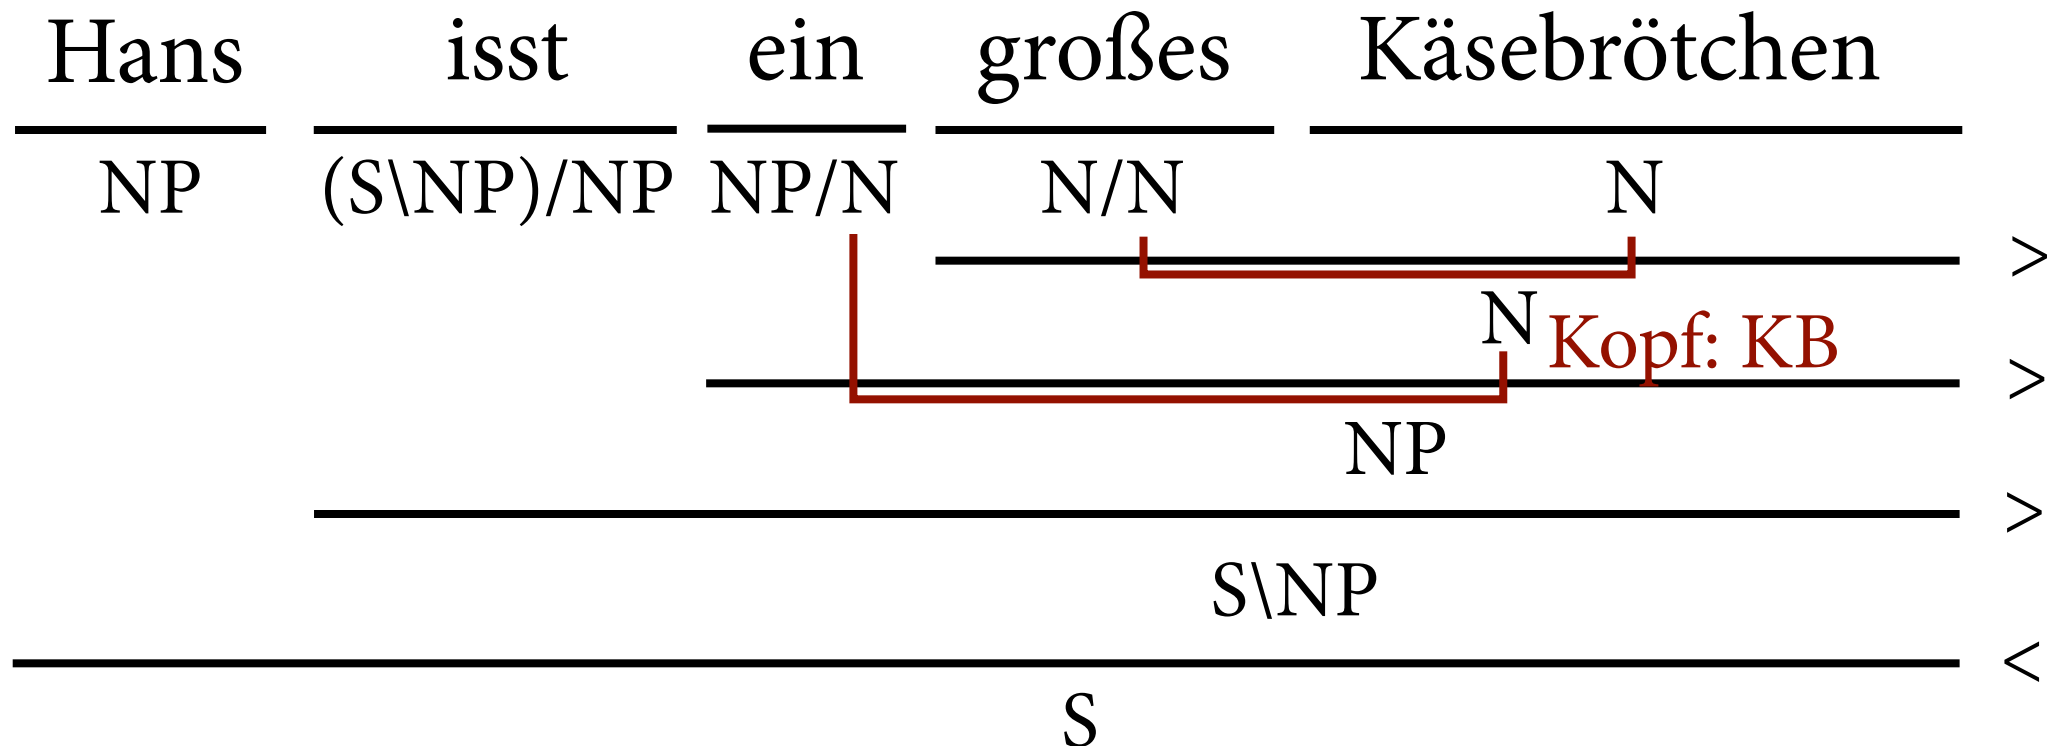 Hans isst ein großes Käsebrötchen
NP (S\NP)/NP NP/N N/N N
>
N Kopf: KB
>
NP
>
S\NP
<
S